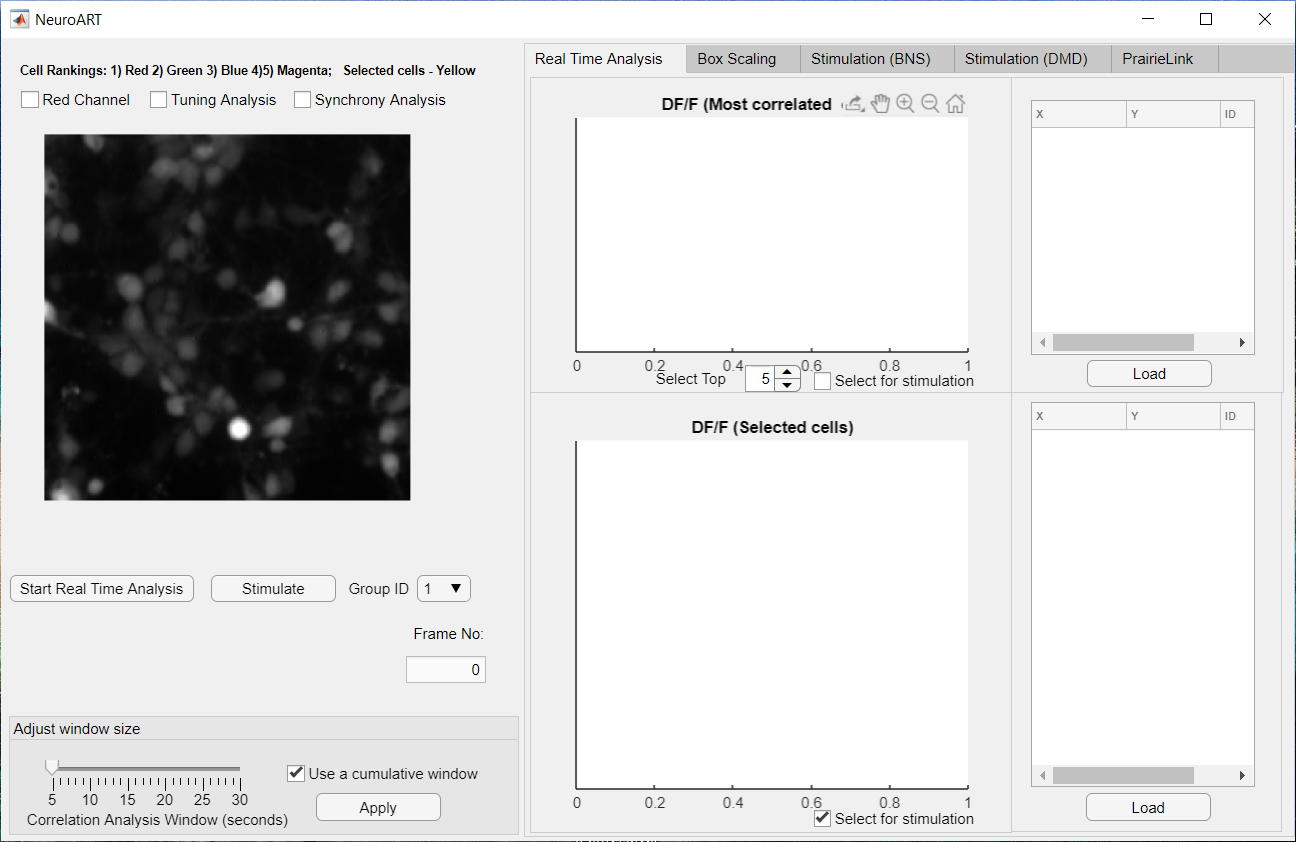 NeuroART
Cell Rankings: 1) Red 2) Green 3) Blue 4)5) Magenta; Selected cells - Yellow
Red Channel Tuning Analysis Synchrony Analysis
Start Real Time Analysis Stimulate Group ID 1
Frame No:
0
Adjust window size
5 10 15 20 25 30
Correlation Analysis Window (seconds)
Use a cumulative window
Apply
Real Time Analysis Box Scaling Stimulation (BNS) Stimulation (DMD) PrairieLink
DF/F (Most correlated
0 0.2 0.4 0.6 0.8 1
Select Top 5 Select for stimulation
X Y ID
Load
DF/F (Selected cells)
0 0.2 0.4 0.6 0.8 1
Select for stimulation
X Y ID
Load